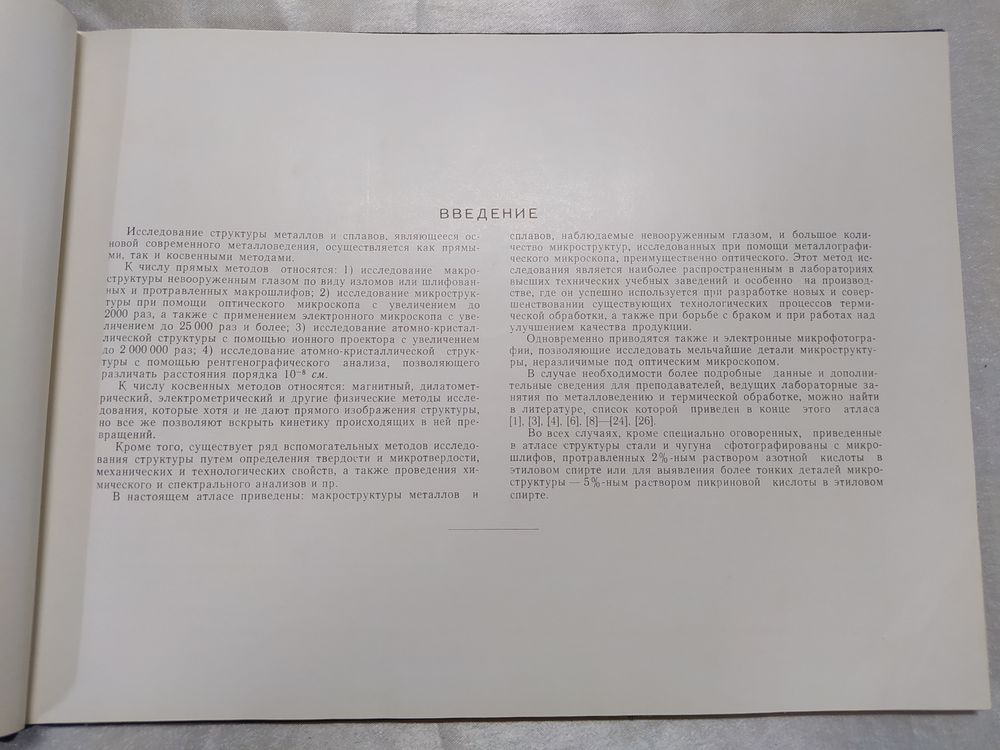 ВВЕДЕНИЕ
Исследование структуры металлов и сплавов, являющееся ос-
новой современного металловедения, осуществляется как прямы-
ми, так и косвенными методами.
К числу прямых методов относятся: 1) исследование макро-
структуры невооруженным глазом по виду изломов или шлифован-
ных и протравленных макрошлифов; 2) исследование микрострук-
туры при помощи оптического микроскопа с увеличением до
2000 раз, а также с применением электронного микроскопа с уве-
личением до 25 000 раз и более; 3) исследование атомно-кристал-
лической структуры с помощью ионного проектора с увеличением
до 2 000 000 раз; 4) исследование атомно-кристаллической струк-
туры с помощью рентгенографического анализа, позволяющего
различать расстояния порядка 10⁻⁸ см.
К числу косвенных методов относятся: магнитный, дилатомет-
рический, электрометрический и другие физические методы иссле-
дования, которые хотя и не дают прямого изображения структуры,
но все же позволяют вскрыть кинетику происходящих в ней пре-
вращений.
Кроме того, существует ряд вспомогательных методов исследо-
вания структуры путем определения твердости и микротвердости,
механических и технологических свойств, а также проведения хи-
мического и спектрального анализов и пр.
В настоящем атласе приведены: макроструктуры металлов и
сплавов, наблюдаемые невооруженным глазом, и большое коли-
чество микроструктур, исследованных при помощи металлографи-
ческого микроскопа, преимущественно оптического. Этот метод ис-
следования является наиболее распространенным в лабораториях
высших технических учебных заведений и особенно на производ-
стве, где он успешно используется при разработке новых и совер-
шенствовании существующих технологических процессов терми-
ческой обработки, а также при борьбе с браком и при работах над
улучшением качества продукции.
Одновременно приводятся также и электронные микрофотогра-
фии, позволяющие исследовать мельчайшие детали микрострукту-
ры, неразличимые под оптическим микроскопом.
В случае необходимости более подробные данные и дополни-
тельные сведения для преподавателей, ведущих лабораторные за-
нятия по металловедению и термической обработке, можно найти
в литературе, список которой приведен в конце этого атласа
[1], [3], [4], [6], [8]—[24], [26].
Во всех случаях, кроме специально оговоренных, приведенные
в атласе структуры стали и чугуна сфотографированы с микро-
шлифов, протравленных 2%-ным раствором азотной кислоты в
этиловом спирте или для выявления более тонких деталей микро-
структуры — 5%-ным раствором пикриновой кислоты в этиловом
спирте.